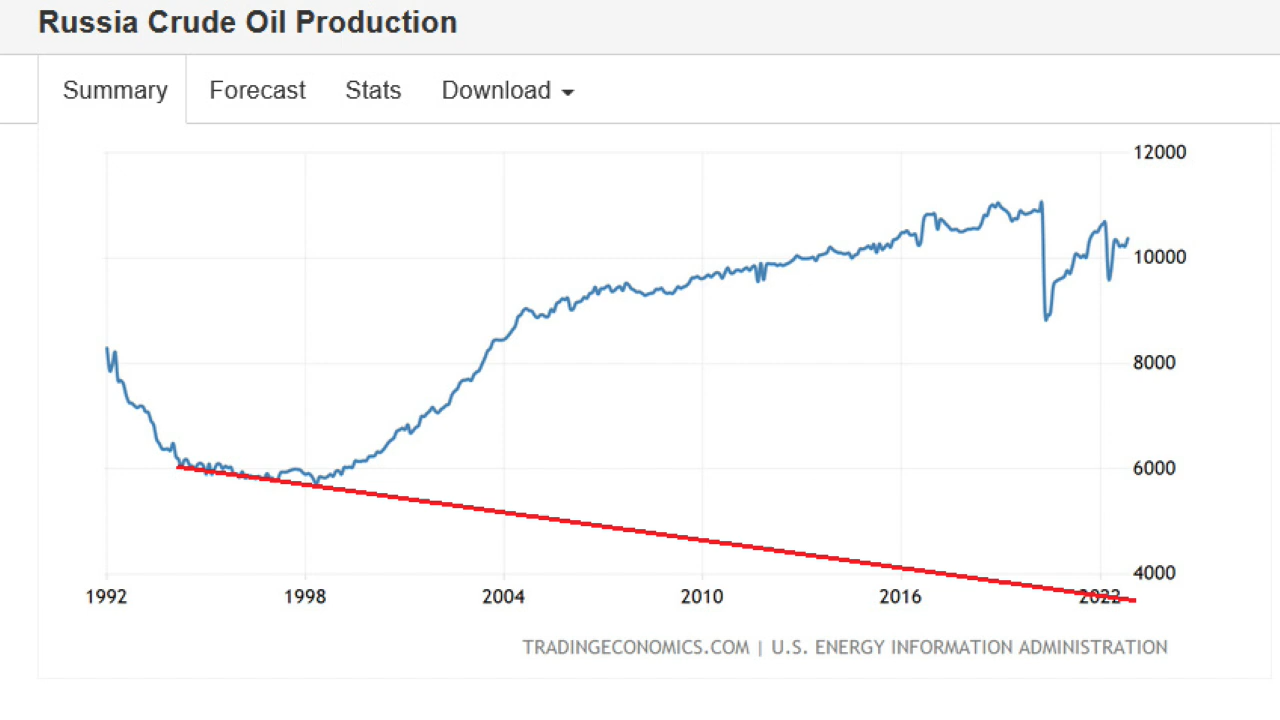 Russia Crude Oil Production
Summary Forecast Stats Download
12000
10000
8000
6000
4000
1992 1998 2004 2010 2016 2022
TRADINGECONOMICS.COM | U.S. ENERGY INFORMATION ADMINISTRATION